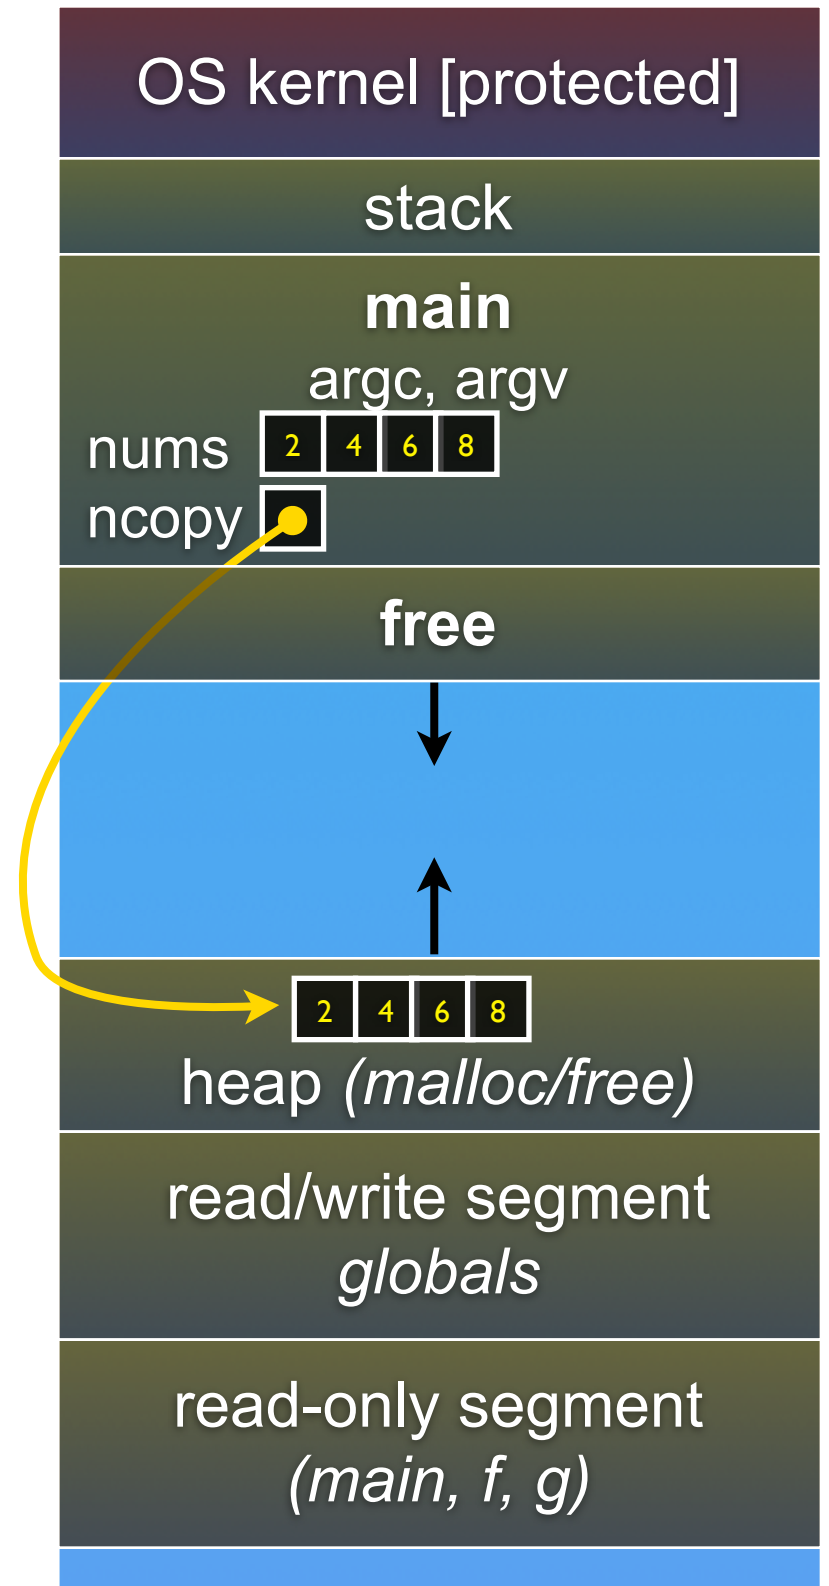 OS kernel [protected]
stack
main
argc, argv
nums 2 4 6 8
ncopy
free
2 4 6 8
heap (malloc/free)
read/write segment
globals
read-only segment
(main, f, g)